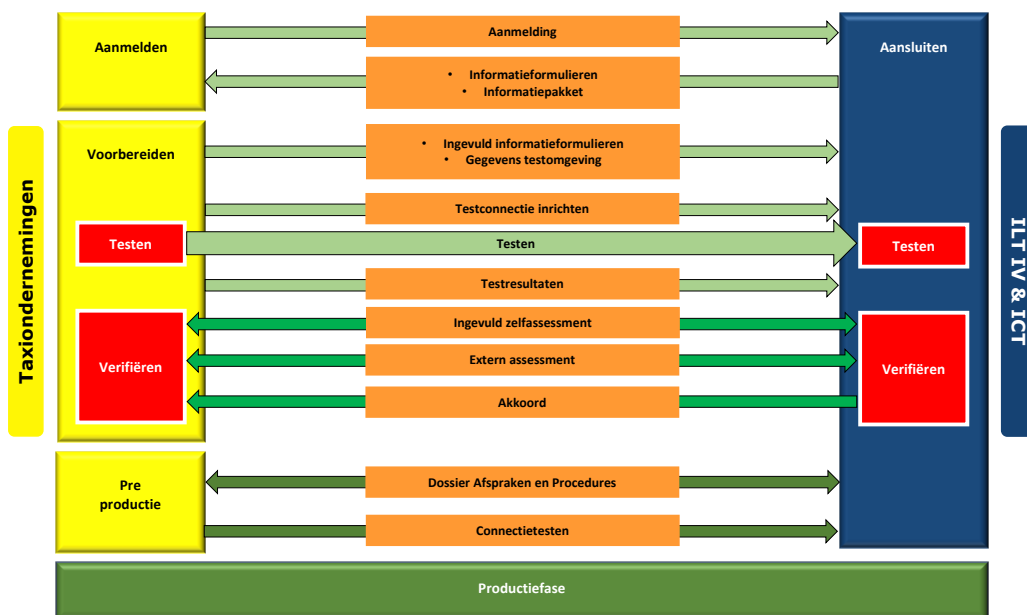 Taxiondernemingen
Aanmelden
Aanmelding
Aansluiten
• Informatieformulieren
• Informatiepakket
Voorbereiden
• Ingevuld informatieformulieren
• Gegevens testomgeving
Testconnectie inrichten
Testen
Testen
Testen
Testresultaten
Ingevuld zelfassessment
Verifiëren
Extern assessment
Verifiëren
Akkoord
ILT IV & ICT
Pre
productie
Dossier Afspraken en Procedures
Connectietesten
Productiefase